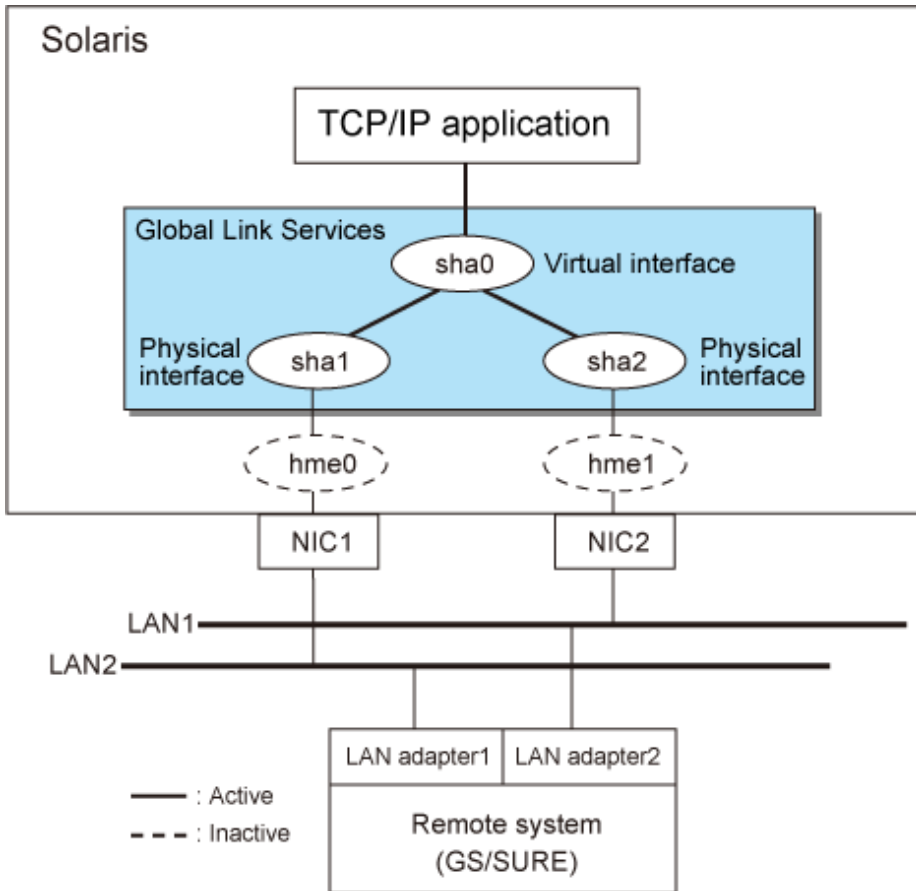 Solaris
TCP/IP application
Global Link Services
sha0
Virtual interface
Physical
interface
sha1
sha2
Physical
interface
hme0
hme1
NIC1
NIC2
LAN1
LAN2
LAN adapter1
LAN adapter2
: Active
: Inactive
Remote system
(GS/SURE)